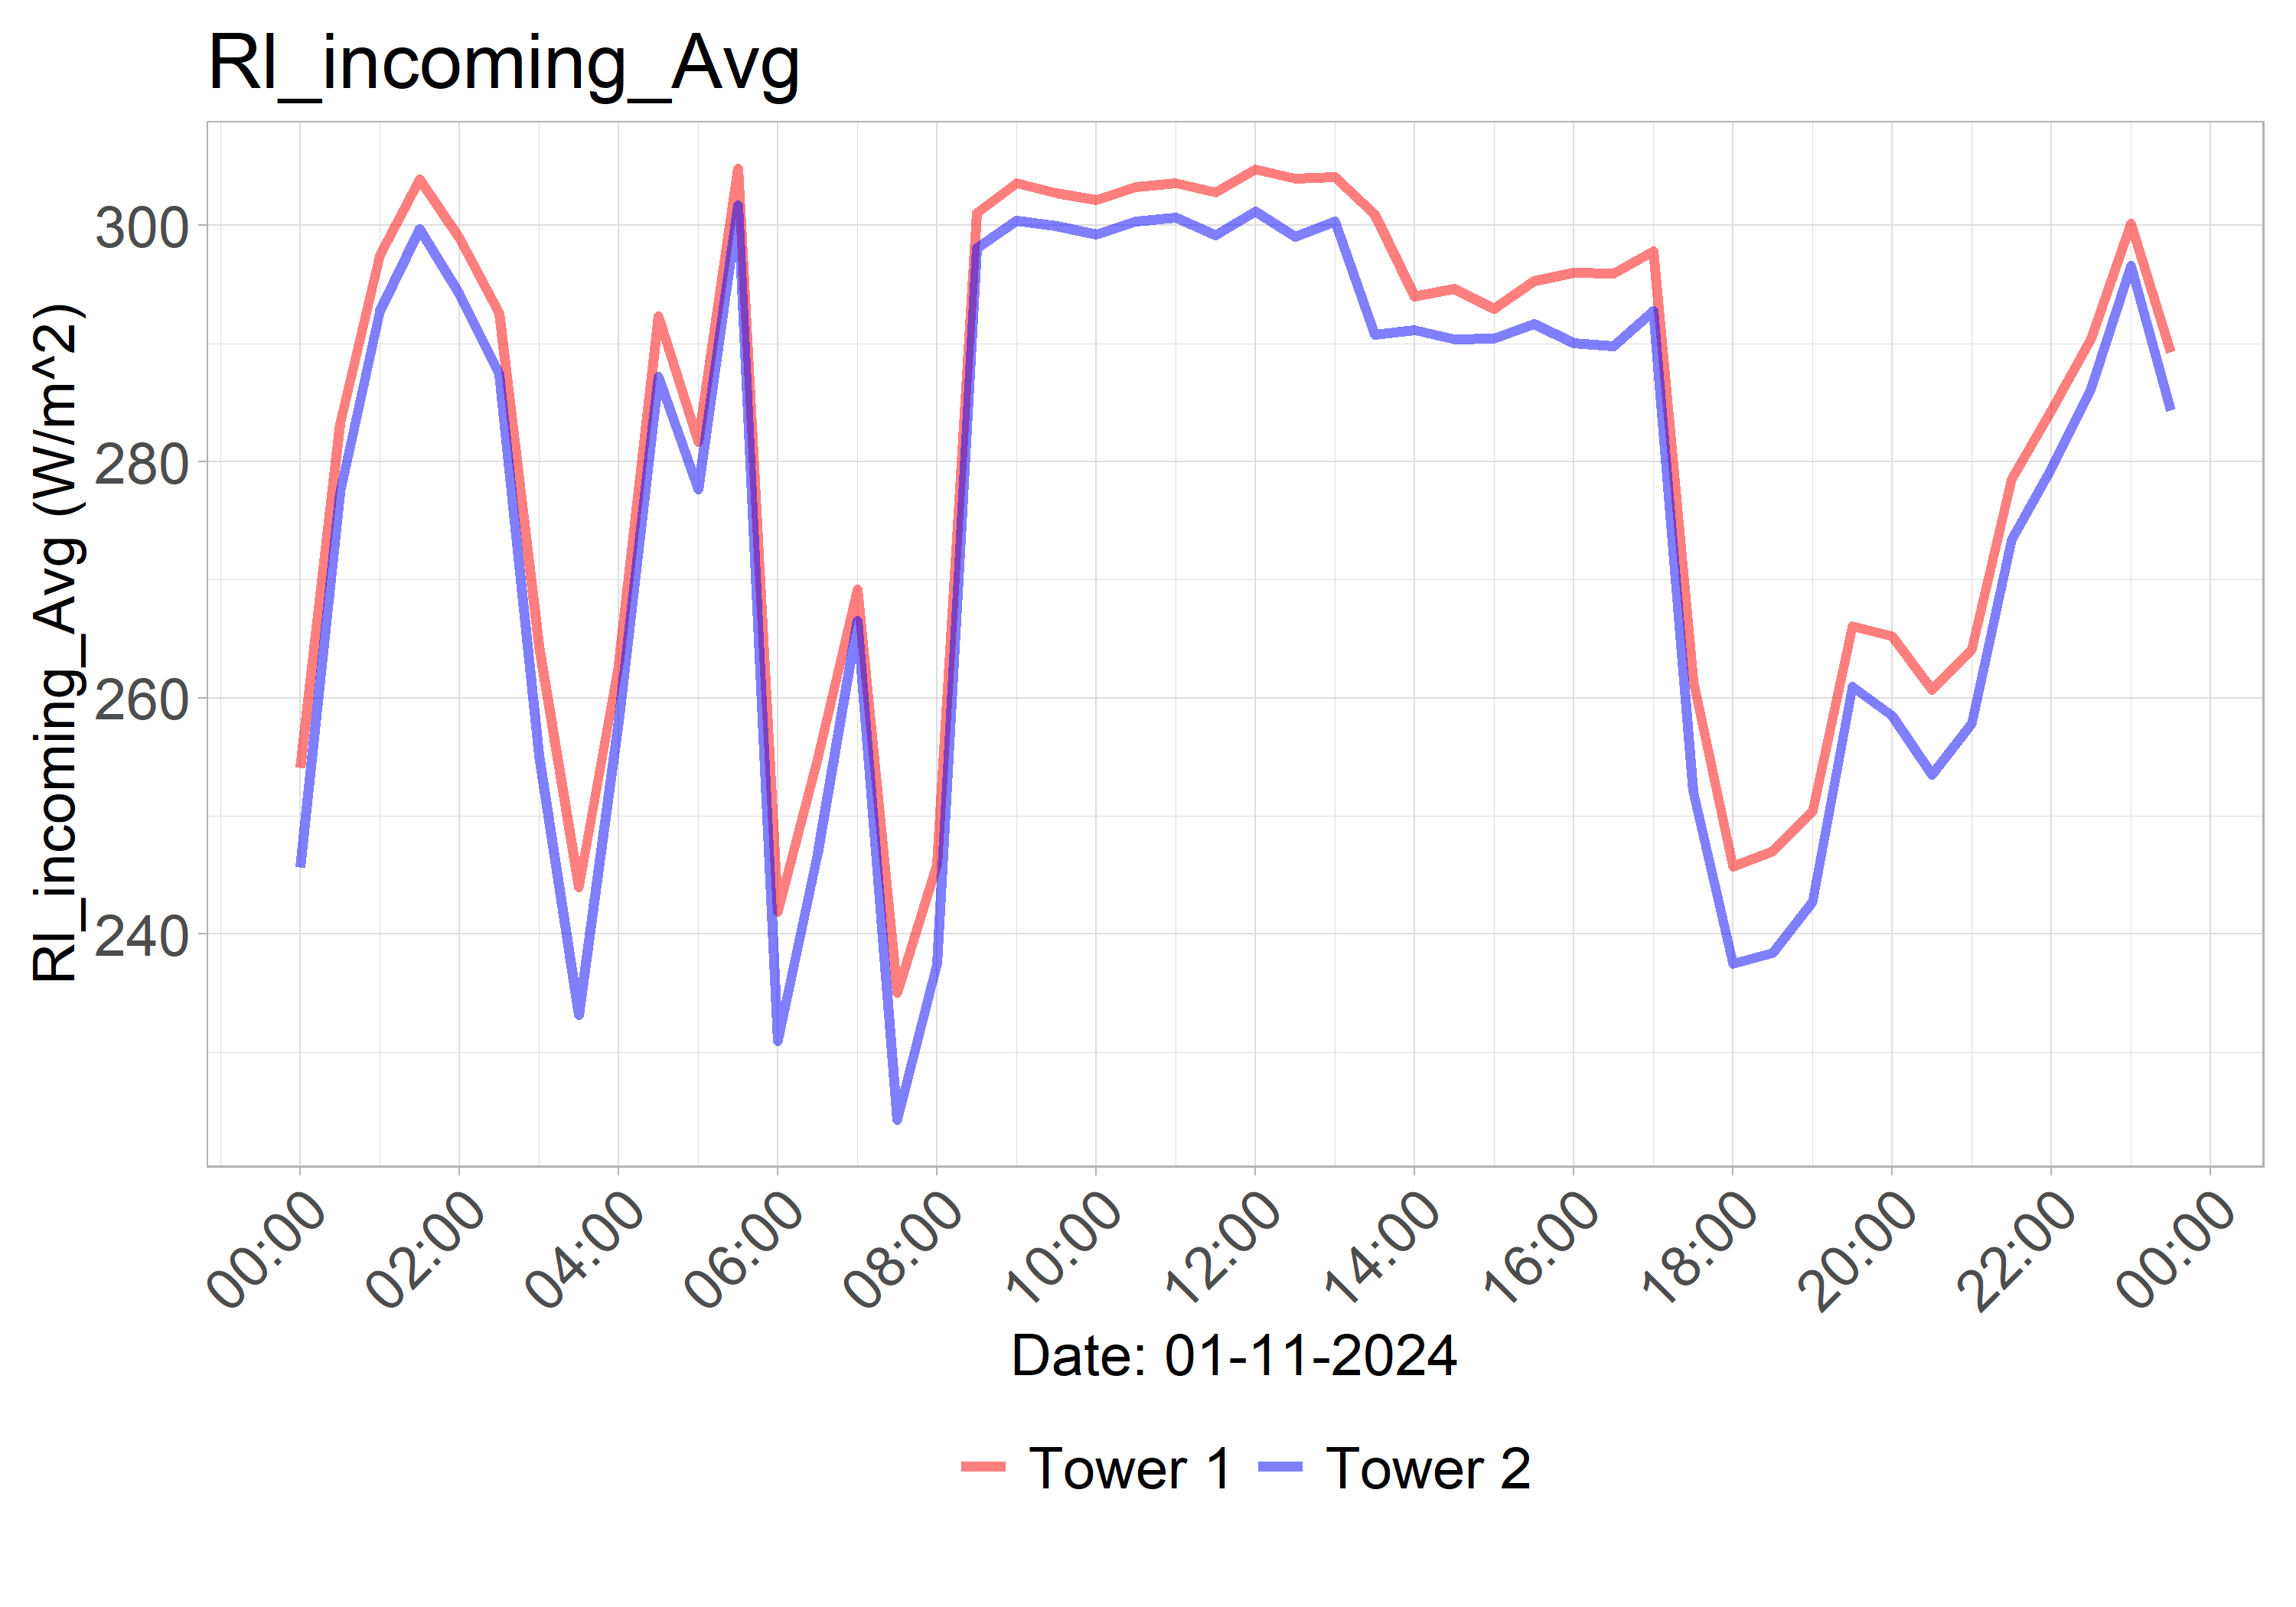 Rl_incoming_Avg
Rl_incoming_Avg (W/m^2)
300
280
260
240
00:00 02:00 04:00 06:00 08:00 10:00 12:00 14:00 16:00 18:00 20:00 22:00 00:00
Date: 01-11-2024
Tower 1 Tower 2